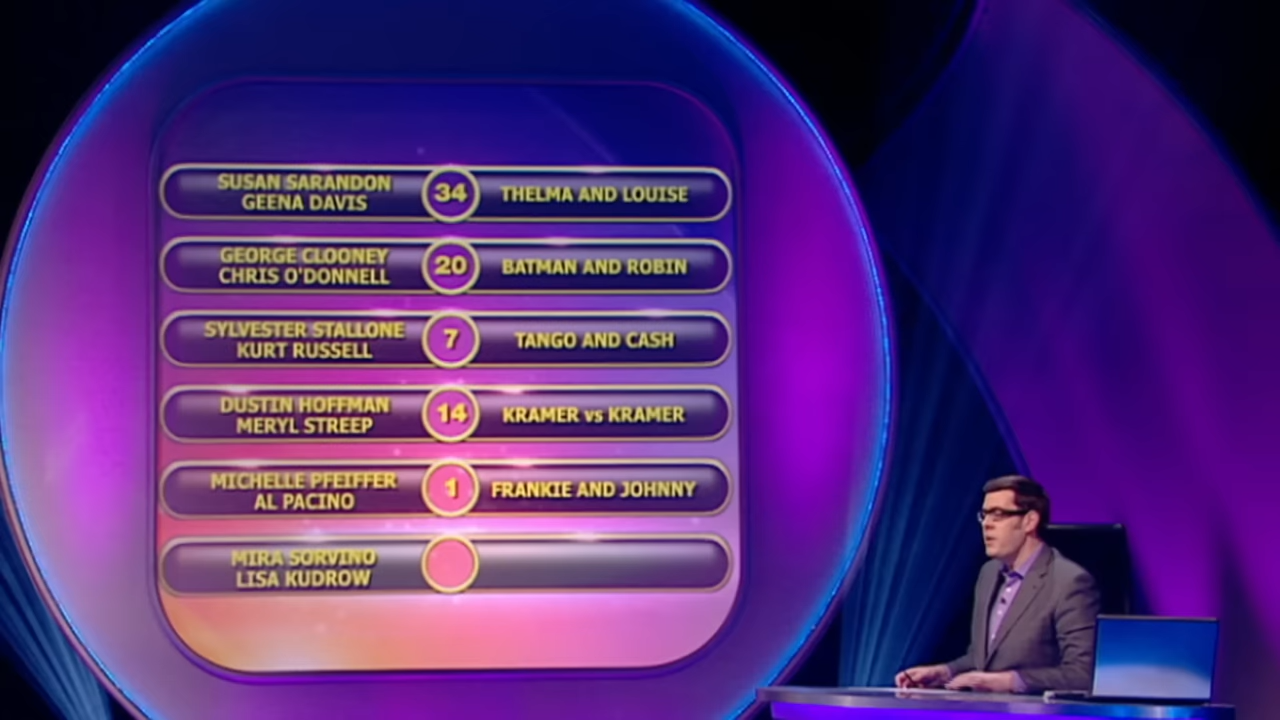 SUSAN SARANDON
GEENA DAVIS
34
THELMA AND LOUISE
GEORGE CLOONEY
CHRIS O'DONNELL
20
BATMAN AND ROBIN
SYLVESTER STALLONE
KURT RUSSELL
7
TANGO AND CASH
DUSTIN HOFFMAN
MERYL STREEP
14
KRAMER vs KRAMER
MICHELLE PFEIFFER
AL PACINO
1
FRANKIE AND JOHNNY
MIRA SORVINO
LISA KUDROW